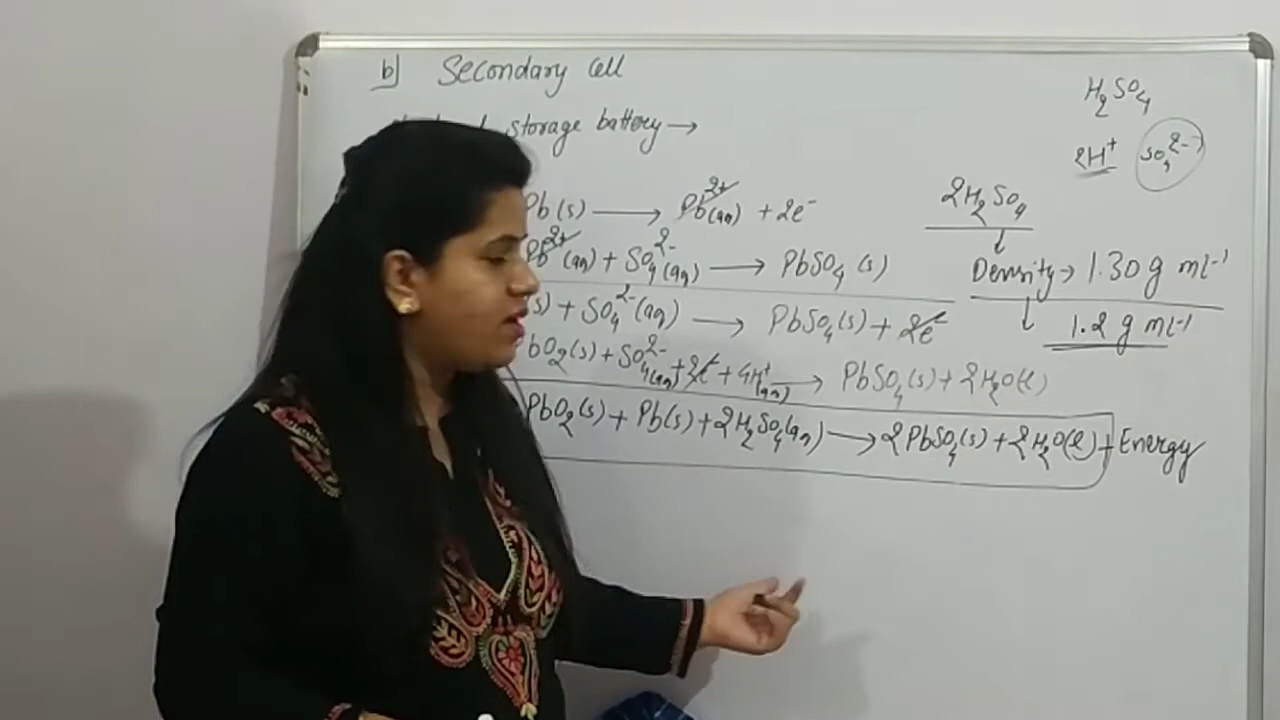 b) Secondary Cell
storage battery →
Pb(s) ⟶ Pb²⁺(aq) + 2e⁻
Pb²⁺(aq) + SO₄²⁻(aq) ⟶ PbSO₄(s)
(s) + SO₄²⁻(aq) ⟶ PbSO₄(s) + 2e⁻
bO₂(s) + SO₄²⁻(aq) + 2e⁻ + 4H⁺(aq) ⟶ PbSO₄(s) + 2H₂O(l)
PbO₂(s) + Pb(s) + 2H₂SO₄(aq) ⟶ 2PbSO₄(s) + 2H₂O(l) + Energy
H₂SO₄
2H⁺ SO₄²⁻
2H₂SO₄
↓
Density → 1.30 g ml⁻¹
↓ 1.2 g ml⁻¹